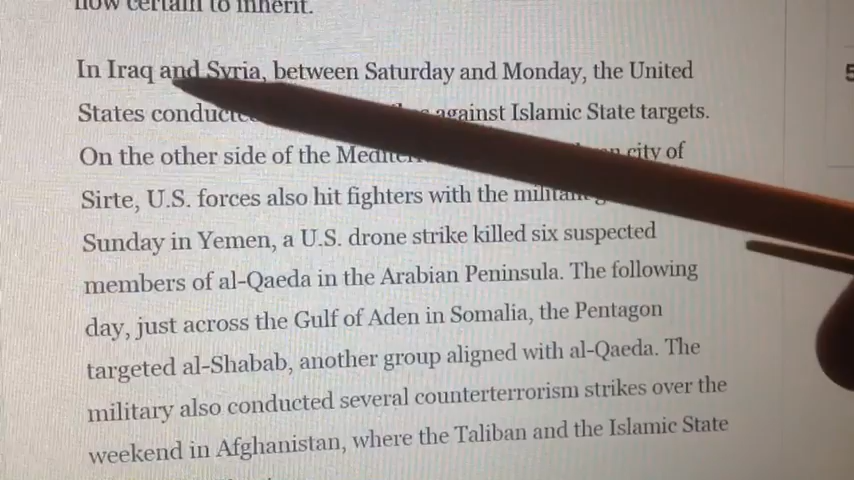 now certain to inherit.
In Iraq and Syria, between Saturday and Monday, the United
States conducted against Islamic State targets.
On the other side of the city of
Sirte, U.S. forces also hit fighters with the
Sunday in Yemen, a U.S. drone strike killed six suspected
members of al-Qaeda in the Arabian Peninsula. The following
day, just across the Gulf of Aden in Somalia, the Pentagon
targeted al-Shabab, another group aligned with al-Qaeda. The
military also conducted several counterterrorism strikes over the
weekend in Afghanistan, where the Taliban and the Islamic State
5